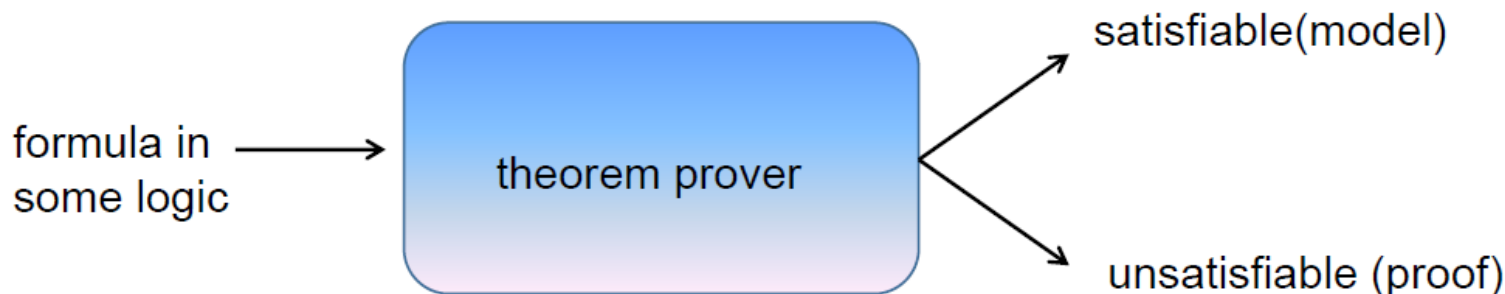 formula in
some logic
theorem prover
satisfiable(model)
unsatisfiable (proof)